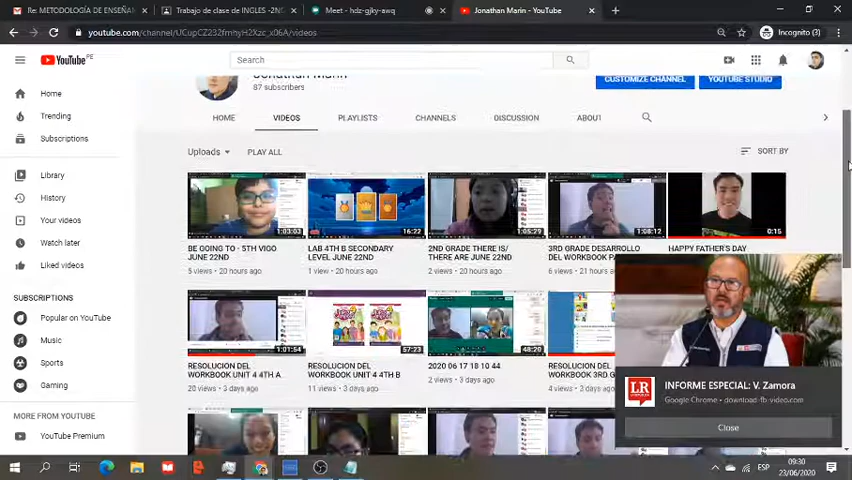 Re: METODOLOGÍA DE ENSEÑAN
Trabajo de clase de INGLES -2NG
Meet - hdz-gjky-awq
Jonathan Marin - YouTube
youtube.com/channel/UCupCZ232fmhyH2Xzc_x06A/videos
Incognito (3)
YouTube PE
Search
Jonathan Marin
87 subscribers
CUSTOMIZE CHANNEL
YOUTUBE STUDIO
HOME
VIDEOS
PLAYLISTS
CHANNELS
DISCUSSION
ABOUT
Uploads
PLAY ALL
SORT BY
Home
Trending
Subscriptions
Library
History
Your videos
Watch later
Liked videos
SUBSCRIPTIONS
Popular on YouTube
Music
Sports
Gaming
MORE FROM YOUTUBE
YouTube Premium
1:03:03
16:22
1:05:29
1:08:12
0:15
BE GOING TO - 5TH VIGO
JUNE 22ND
5 views • 20 hours ago
LAB 4TH B SECONDARY
LEVEL JUNE 22ND
1 view • 20 hours ago
2ND GRADE THERE IS/
THERE ARE JUNE 22ND
2 views • 20 hours ago
3RD GRADE DESARROLLO
DEL WORKBOOK PA
6 views • 21 hours a
HAPPY FATHER'S DAY
1:01:54
57:23
48:20
RESOLUCION DEL
WORKBOOK UNIT 4 4TH A
20 views • 3 days ago
RESOLUCION DEL
WORKBOOK UNIT 4 4TH B
11 views • 3 days ago
2020 06 17 18 10 44
2 views • 3 days ago
RESOLUCION DEL
WORKBOOK 3RD G
LR
INFORME ESPECIAL: V. Zamora
Google Chrome • download-fb-video.com
Close
ESP
09:30
23/06/2020